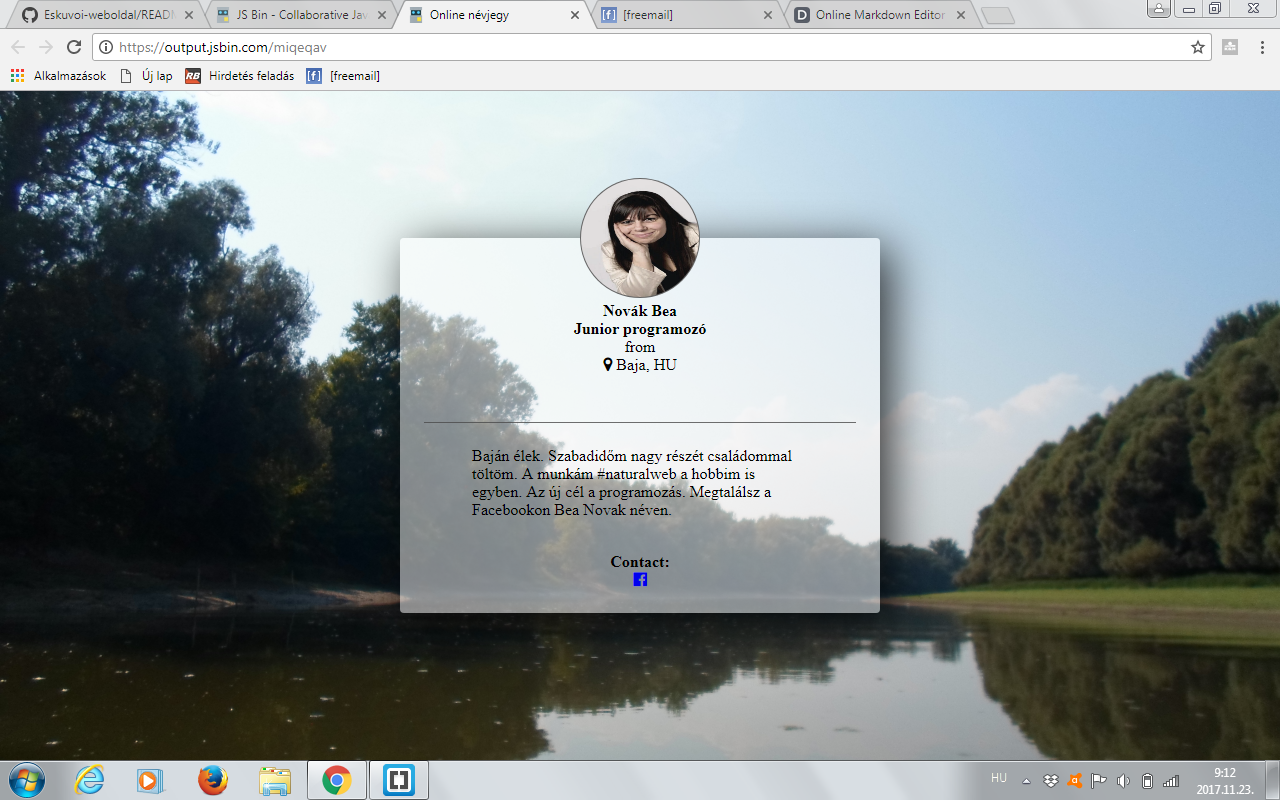 Eskuvoi-weboldal/READM
JS Bin - Collaborative Jav
Online névjegy
[freemail]
Online Markdown Editor
https://output.jsbin.com/miqeqav
Alkalmazások
Új lap
RB
Hirdetés feladás
[f]
[freemail]
Novák Bea
Junior programozó
from
Baja, HU
Baján élek. Szabadidőm nagy részét családommal
töltöm. A munkám #naturalweb a hobbim is
egyben. Az új cél a programozás. Megtalálsz a
Facebookon Bea Novak néven.
Contact:
HU
9:12
2017.11.23.